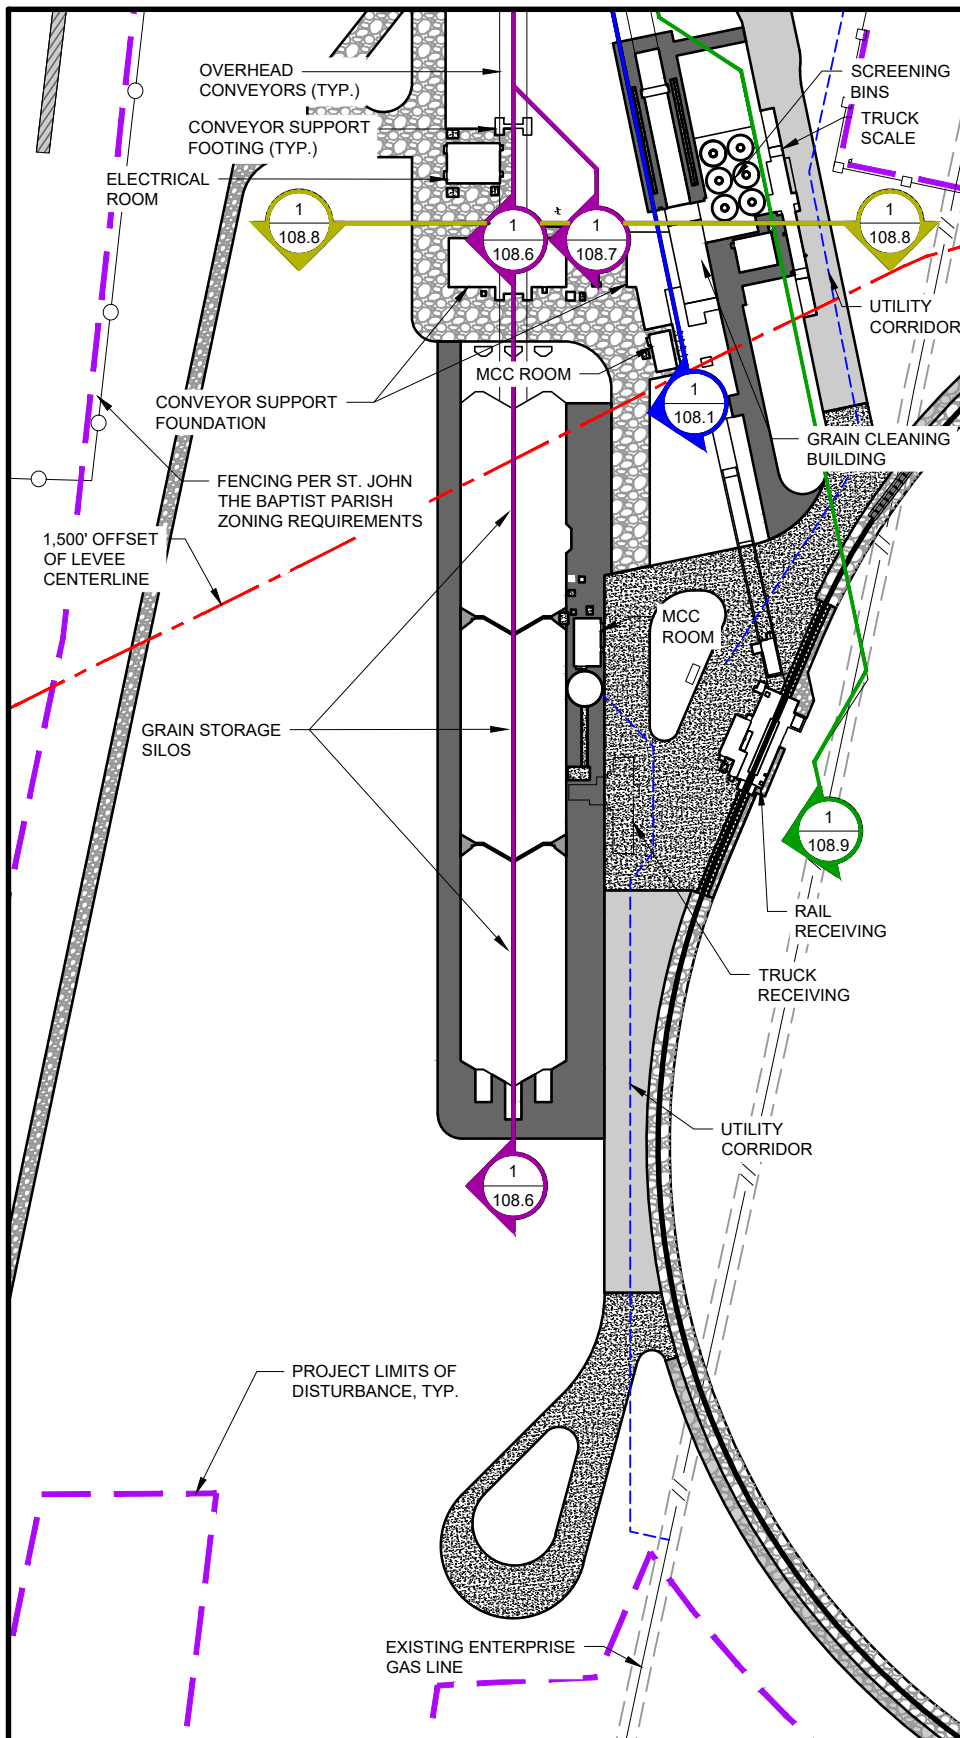 OVERHEAD
CONVEYORS (TYP.)
SCREENING
BINS
CONVEYOR SUPPORT
FOOTING (TYP.)
TRUCK
SCALE
ELECTRICAL
ROOM
1
108.8
1
108.6
1
108.7
1
108.8
UTILITY
CORRIDOR
MCC ROOM
1
108.1
CONVEYOR SUPPORT
FOUNDATION
GRAIN CLEANING
BUILDING
FENCING PER ST. JOHN
THE BAPTIST PARISH
ZONING REQUIREMENTS
1,500' OFFSET
OF LEVEE
CENTERLINE
MCC
ROOM
GRAIN STORAGE
SILOS
1
108.9
RAIL
RECEIVING
TRUCK
RECEIVING
UTILITY
CORRIDOR
1
108.6
PROJECT LIMITS OF
DISTURBANCE, TYP.
EXISTING ENTERPRISE
GAS LINE